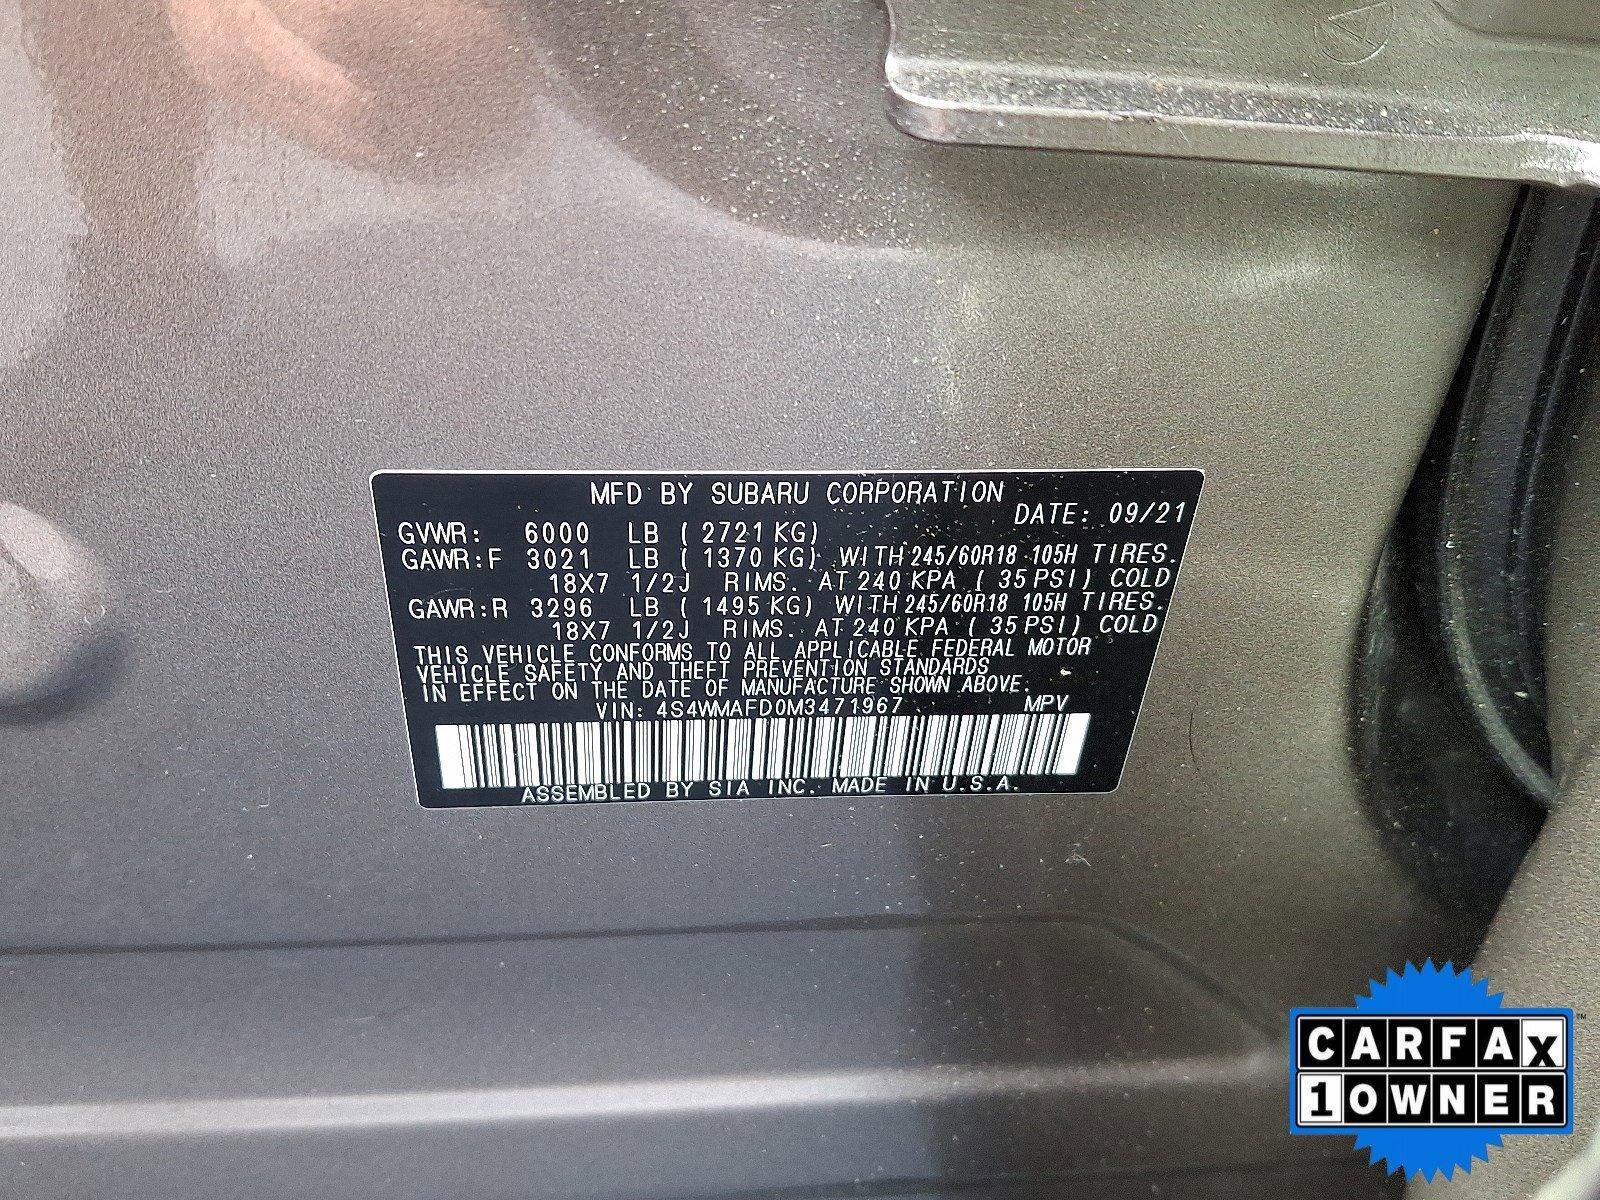 MFD BY SUBARU CORPORATION
DATE: 09/21
GVWR: 6000 LB ( 2721 KG)
GAWR:F 3021 LB ( 1370 KG) WITH 245/60R18 105H TIRES.
18X7 1/2J RIMS. AT 240 KPA ( 35 PSI) COLD
GAWR:R 3296 LB ( 1495 KG) WITH 245/60R18 105H TIRES.
18X7 1/2J RIMS. AT 240 KPA ( 35 PSI) COLD
THIS VEHICLE CONFORMS TO ALL APPLICABLE FEDERAL MOTOR
VEHICLE SAFETY AND THEFT PREVENTION STANDARDS
IN EFFECT ON THE DATE OF MANUFACTURE SHOWN ABOVE.
VIN: 4S4WMAFD0M3471967 MPV
ASSEMBLED BY SIA INC. MADE IN U.S.A.
CARFAX™
1 OWNER